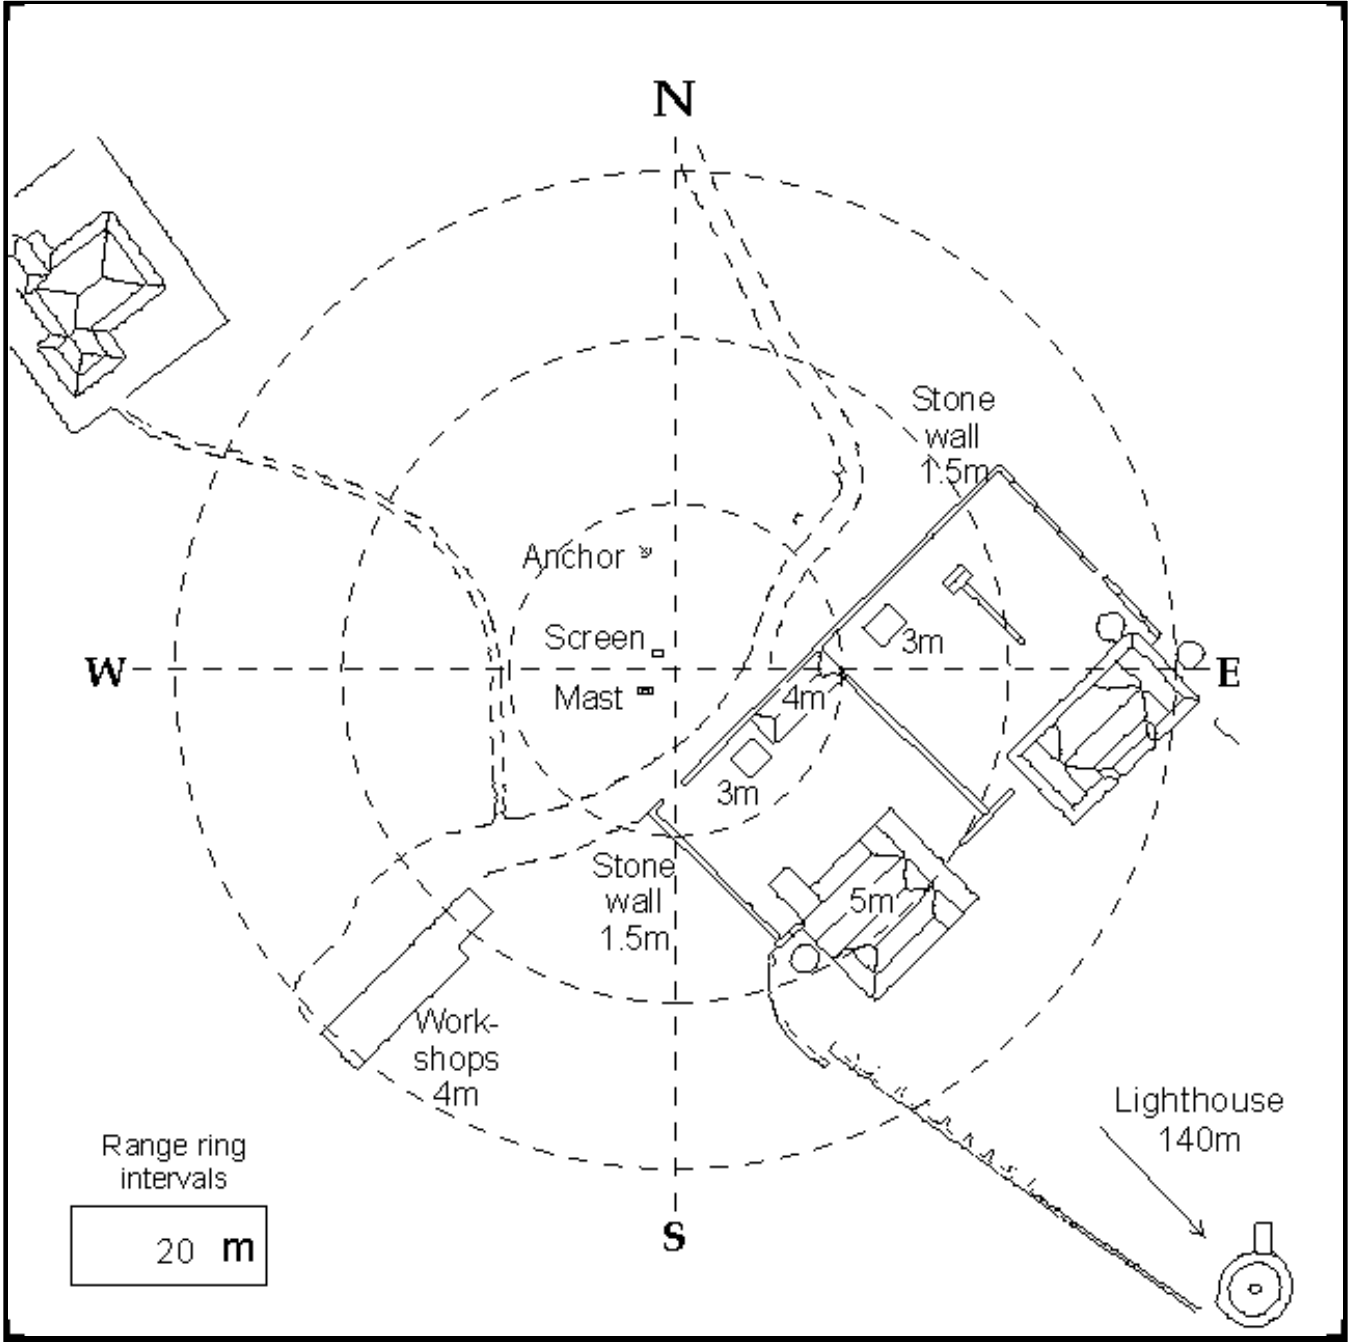 N
Stone
wall
1.5m
Anchor
Screen
3m
W
E
Mast
4m
3m
Stone
wall
1.5m
5m
Work-
shops
4m
Lighthouse
140m
Range ring
intervals
20 m
S